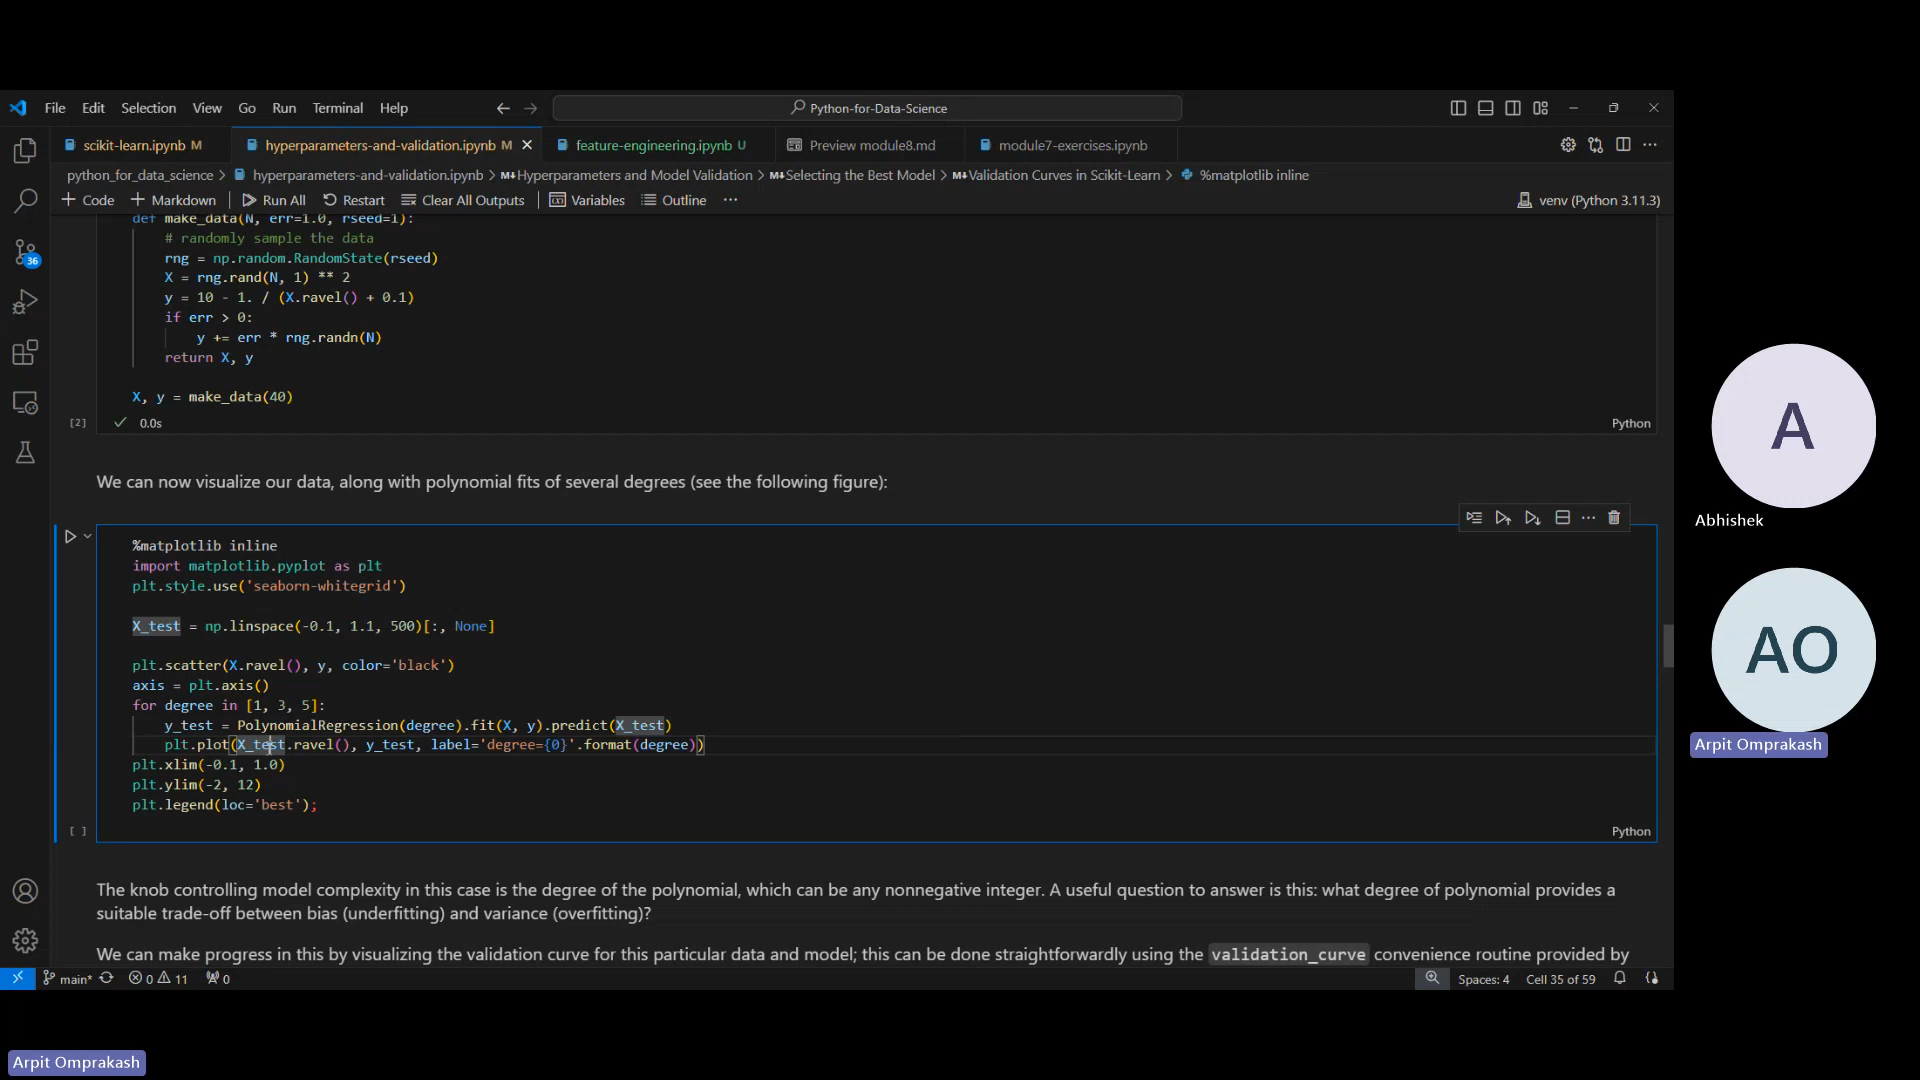 File Edit Selection View Go Run Terminal Help
Python-for-Data-Science
scikit-learn.ipynb M
hyperparameters-and-validation.ipynb M
feature-engineering.ipynb U
Preview module8.md
module7-exercises.ipynb
python_for_data_science > hyperparameters-and-validation.ipynb > M↓Hyperparameters and Model Validation > M↓Selecting the Best Model > M↓Validation Curves in Scikit-Learn > %matplotlib inline
+ Code + Markdown Run All Restart Clear All Outputs Variables Outline ... venv (Python 3.11.3)
def make_data(N, err=1.0, rseed=1):
# randomly sample the data
rng = np.random.RandomState(rseed)
X = rng.rand(N, 1) ** 2
y = 10 - 1. / (X.ravel() + 0.1)
if err > 0:
y += err * rng.randn(N)
return X, y
X, y = make_data(40)
[2] 0.0s Python
36
We can now visualize our data, along with polynomial fits of several degrees (see the following figure):
%matplotlib inline
import matplotlib.pyplot as plt
plt.style.use('seaborn-whitegrid')
X_test = np.linspace(-0.1, 1.1, 500)[:, None]
plt.scatter(X.ravel(), y, color='black')
axis = plt.axis()
for degree in [1, 3, 5]:
y_test = PolynomialRegression(degree).fit(X, y).predict(X_test)
plt.plot(X_test.ravel(), y_test, label='degree={0}'.format(degree))
plt.xlim(-0.1, 1.0)
plt.ylim(-2, 12)
plt.legend(loc='best');
[ ] Python
The knob controlling model complexity in this case is the degree of the polynomial, which can be any nonnegative integer. A useful question to answer is this: what degree of polynomial provides a
suitable trade-off between bias (underfitting) and variance (overfitting)?
We can make progress in this by visualizing the validation curve for this particular data and model; this can be done straightforwardly using the validation_curve convenience routine provided by
main* 0 11 0 Spaces: 4 Cell 35 of 59
A
Abhishek
AO
Arpit Omprakash
Arpit Omprakash